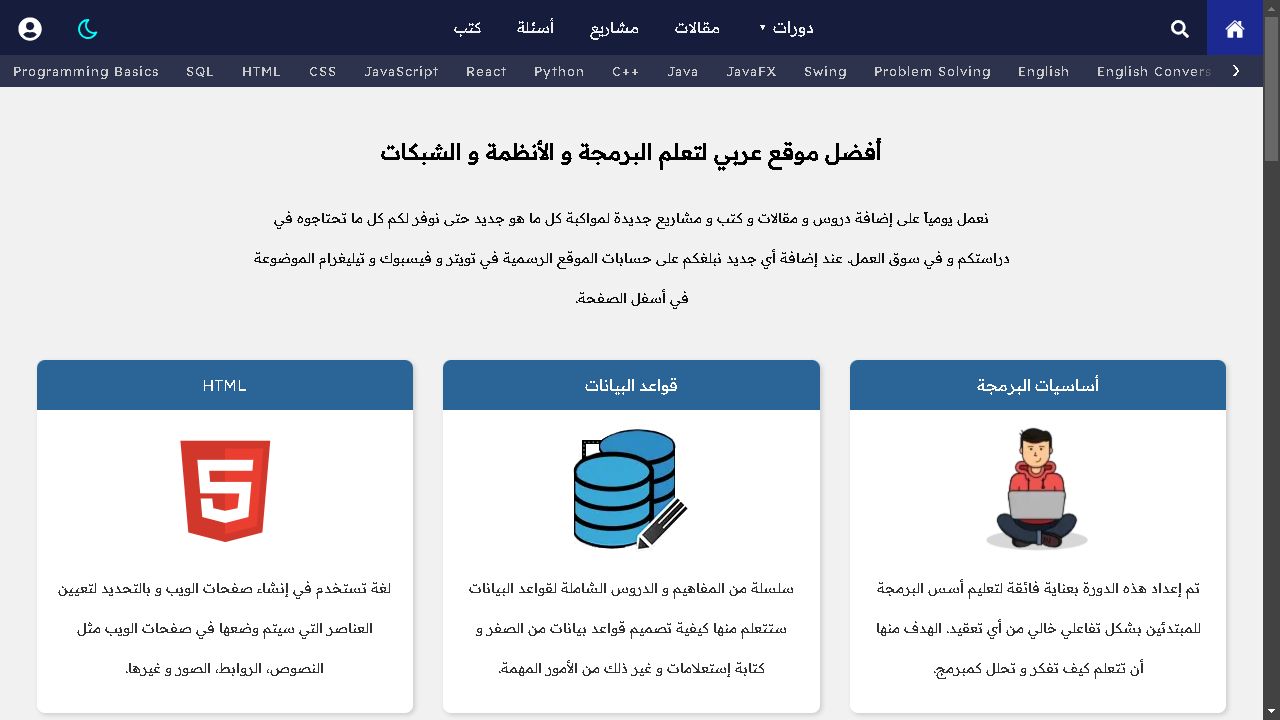 دورات ▼
مقالات
مشاريع
أسئلة
كتب
Programming Basics
SQL
HTML
CSS
JavaScript
React
Python
C++
Java
JavaFX
Swing
Problem Solving
English
English Convers
أفضل موقع عربي لتعلم البرمجة و الأنظمة و الشبكات
نعمل يومياً على إضافة دروس و مقالات و كتب و مشاريع جديدة لمواكبة كل ما هو جديد حتى نوفر لكم كل ما تحتاجوه في
دراستكم و في سوق العمل. عند إضافة أي جديد نبلغكم على حسابات الموقع الرسمية في تويتر و فيسبوك و تيليغرام الموضوعة
في أسفل الصفحة.
أساسيات البرمجة
تم إعداد هذه الدورة بعناية فائقة لتعليم أسس البرمجة
للمبتدئين بشكل تفاعلي خالي من أي تعقيد. الهدف منها
أن تتعلم كيف تفكر و تحلل كمبرمج.
قواعد البيانات
سلسلة من المفاهيم و الدروس الشاملة لقواعد البيانات
ستتعلم منها كيفية تصميم قواعد بيانات من الصفر و
كتابة إستعلامات و غير ذلك من الأمور المهمة.
HTML
لغة تستخدم في إنشاء صفحات الويب و بالتحديد لتعيين
العناصر التي سيتم وضعها في صفحات الويب مثل
النصوص، الروابط، الصور و غيرها.